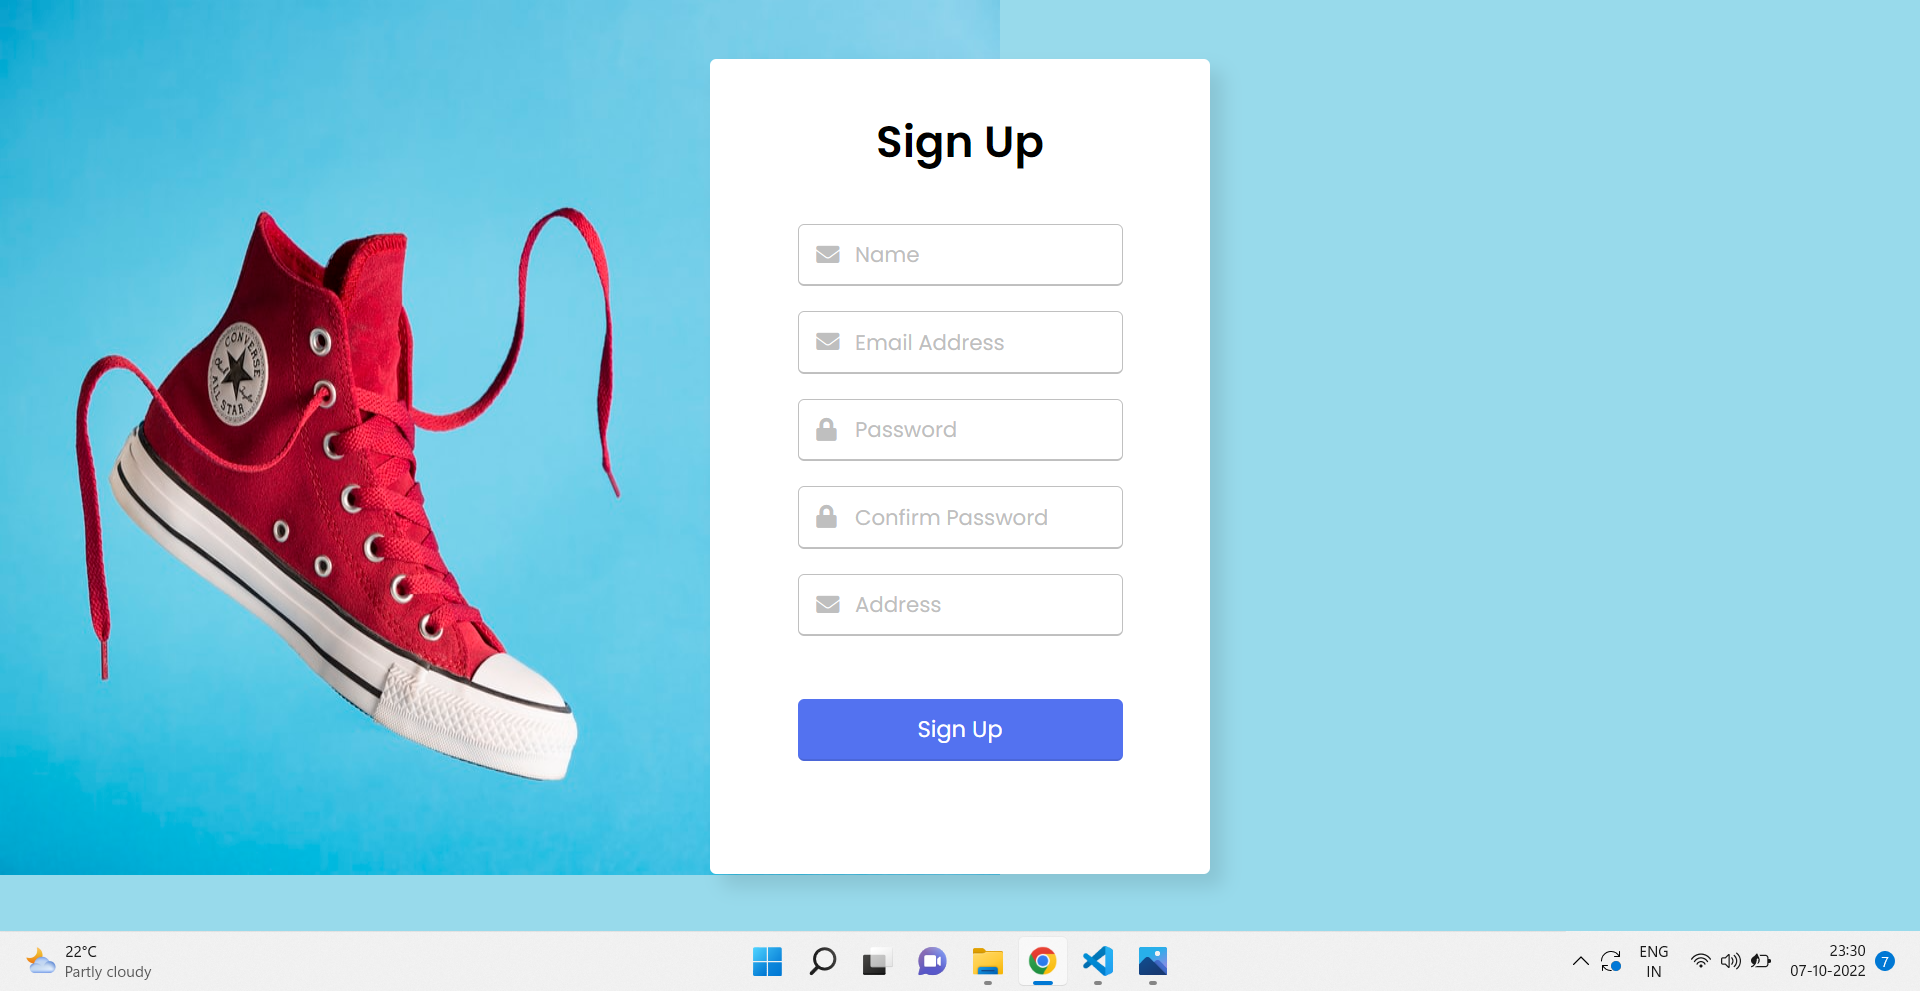 Sign Up
Name
Email Address
Password
Confirm Password
Address
Sign Up
CONVERSE
ALL STAR
22°C
Partly cloudy
ENG
IN
23:30
07-10-2022
7